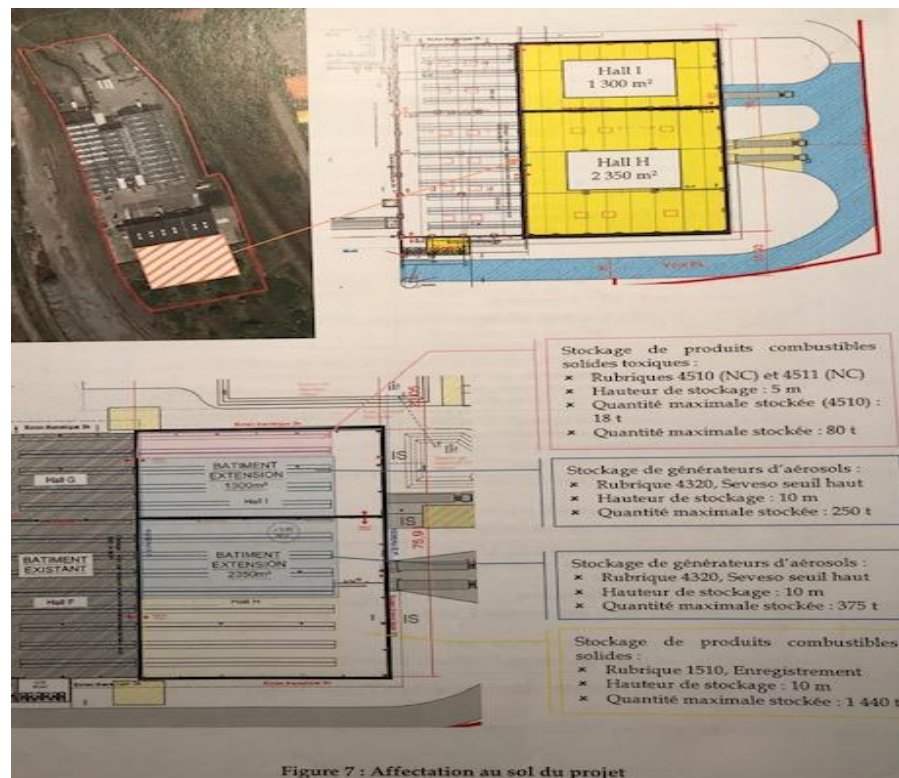 Hall I
1 300 m²
Hall H
2 350 m²
Stockage de produits combustibles
solides toxiques :
× Rubriques 4510 (NC) et 4511 (NC)
× Hauteur de stockage : 5 m
× Quantité maximale stockée (4510) :
18 t
× Quantité maximale stockée : 80 t
Hall G
BATIMENT
EXTENSION
1300m²
Hall I
IS
Stockage de générateurs d'aérosols :
× Rubrique 4320, Seveso seuil haut
× Hauteur de stockage : 10 m
× Quantité maximale stockée : 250 t
IS
75,9
BATIMENT
EXISTANT
BATIMENT
EXTENSION
2350m²
Stockage de générateurs d'aérosols :
× Rubrique 4320, Seveso seuil haut
× Hauteur de stockage : 10 m
× Quantité maximale stockée : 375 t
Hall F
Hall H
IS
Stockage de produits combustibles
solides :
× Rubrique 1510, Enregistrement
× Hauteur de stockage : 10 m
× Quantité maximale stockée : 1 440 t
Figure 7 : Affectation au sol du projet